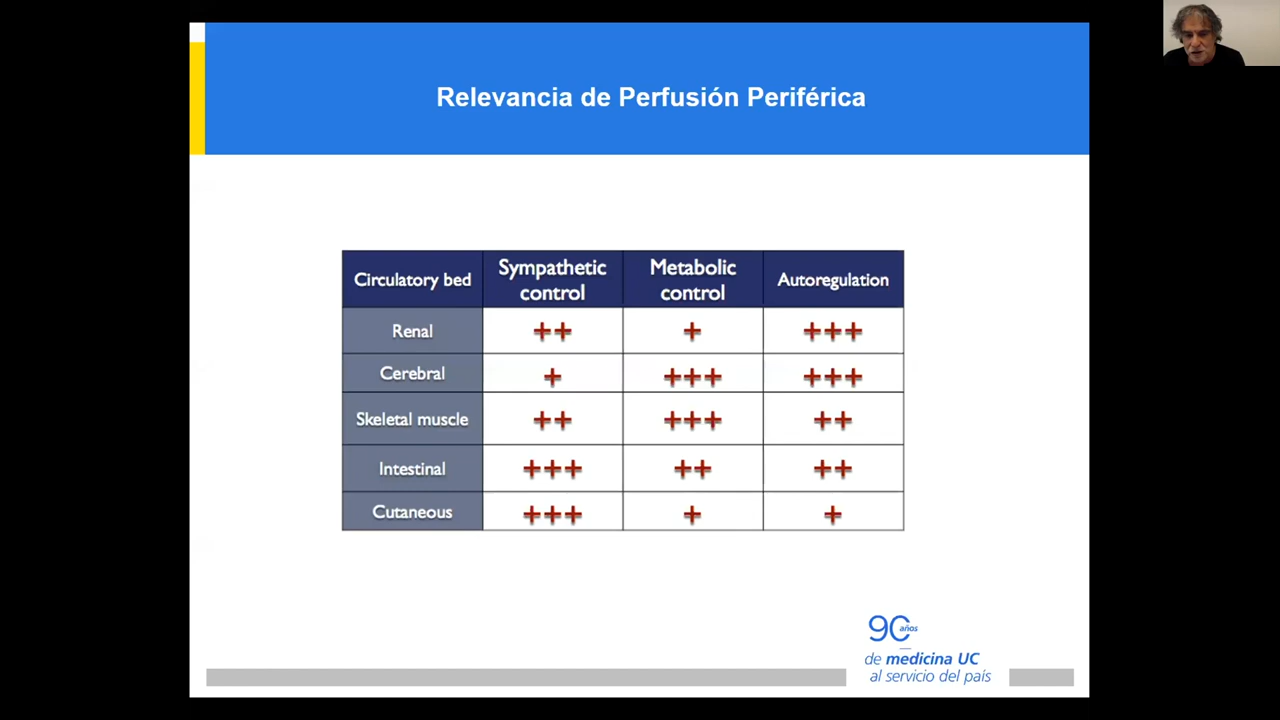 Relevancia de Perfusión Periférica
Circulatory bed Sympathetic control Metabolic control Autoregulation
Renal ++ + +++
Cerebral + +++ +++
Skeletal muscle ++ +++ ++
Intestinal +++ ++ ++
Cutaneous +++ + +
90 años
de medicina UC
al servicio del país